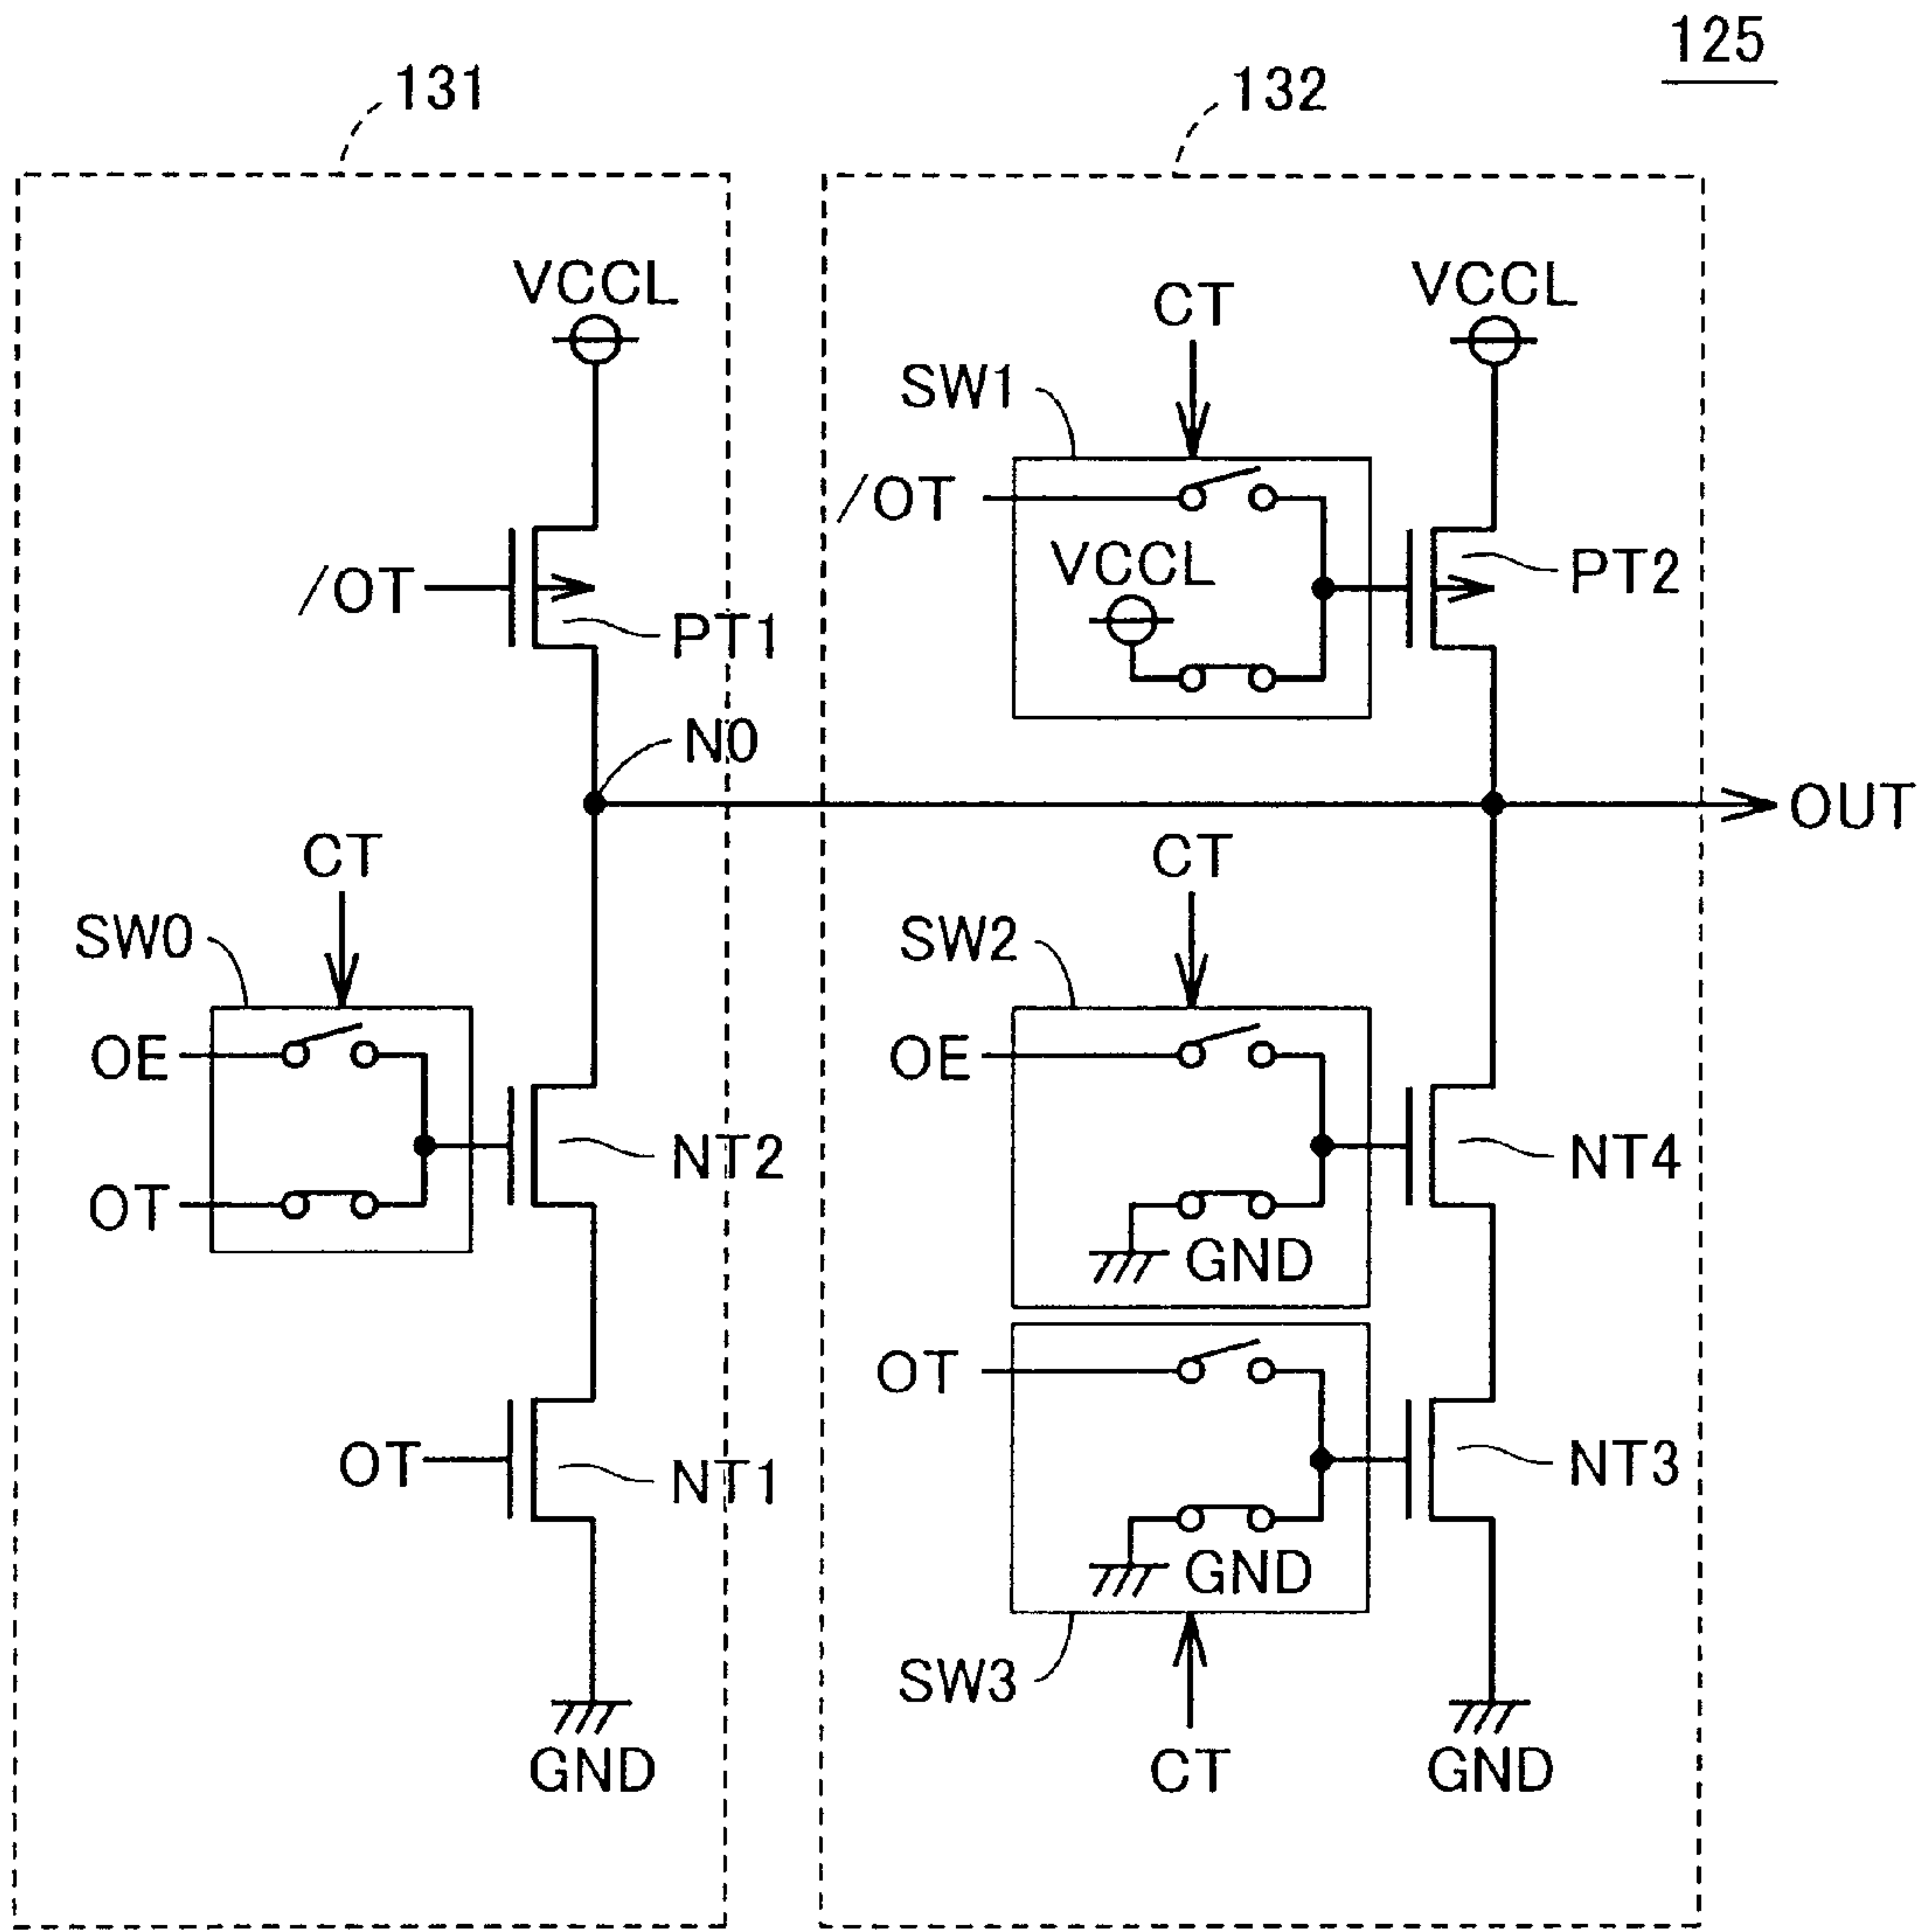 125
131
132
VCCL
CT
VCCL
SW1
/OT
VCCL
PT2
/OT
PT1
N0
OUT
CT
CT
SW0
SW2
OE
OE
NT2
NT4
OT
GND
OT
OT
NT1
NT3
GND
SW3
GND
CT
GND